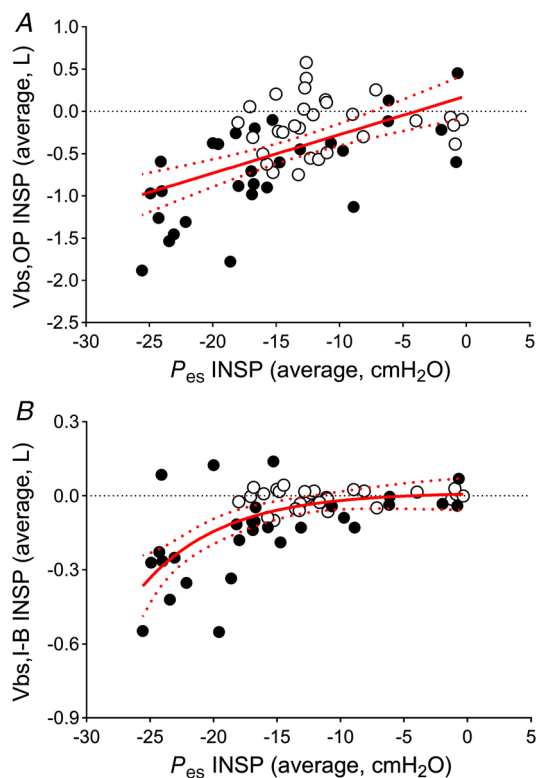 A
1.0
0.5
0.0
-0.5
-1.0
-1.5
-2.0
-2.5
Vbs,OP INSP (average, L)
-30 -25 -20 -15 -10 -5 0 5
Pes INSP (average, cmH2O)
B
0.3
0.0
-0.3
-0.6
-0.9
Vbs,I-B INSP (average, L)
-30 -25 -20 -15 -10 -5 0 5
Pes INSP (average, cmH2O)